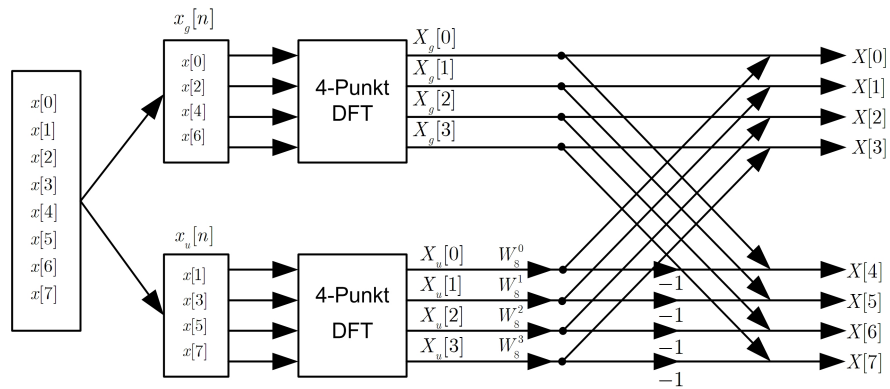 x_g[n]
x[0]
x[1]
x[2]
x[3]
x[4]
x[5]
x[6]
x[7]
x[0]
x[2]
x[4]
x[6]
4-Punkt
DFT
X_g[0]
X_g[1]
X_g[2]
X_g[3]
X[0]
X[1]
X[2]
X[3]
x_u[n]
x[1]
x[3]
x[5]
x[7]
4-Punkt
DFT
X_u[0] W_8^0
X_u[1] W_8^1
X_u[2] W_8^2
X_u[3] W_8^3
−1
−1
−1
−1
X[4]
X[5]
X[6]
X[7]